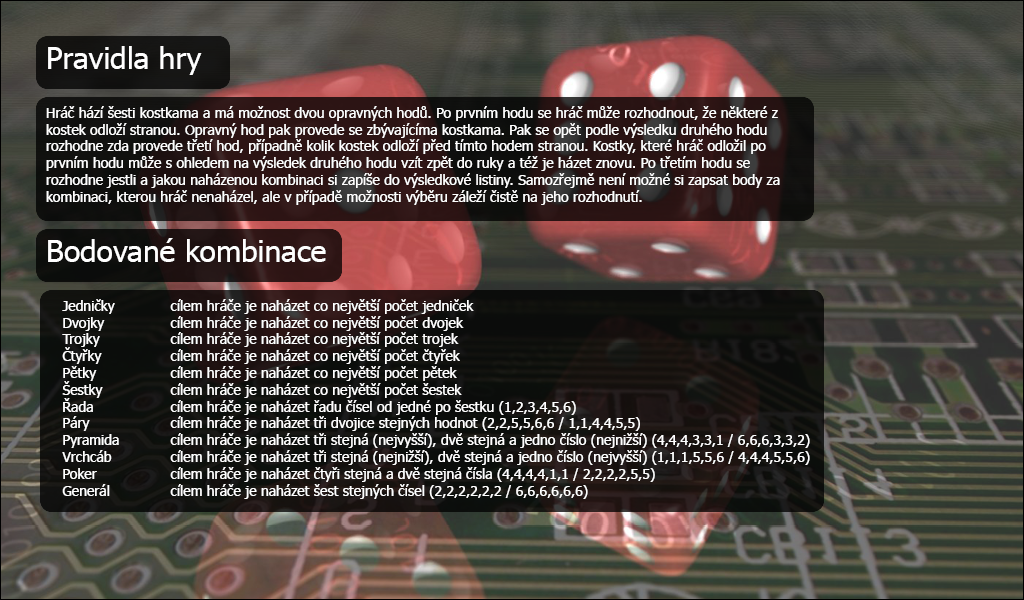 Pravidla hry
Hráč hází šesti kostkama a má možnost dvou opravných hodů. Po prvním hodu se hráč může rozhodnout, že některé z
kostek odloží stranou. Opravný hod pak provede se zbývajícíma kostkama. Pak se opět podle výsledku druhého hodu
rozhodne zda provede třetí hod, případně kolik kostek odloží před tímto hodem stranou. Kostky, které hráč odložil po
prvním hodu může s ohledem na výsledek druhého hodu vzít zpět do ruky a též je házet znovu. Po třetím hodu se
rozhodne jestli a jakou naházenou kombinaci si zapíše do výsledkové listiny. Samozřejmě není možné si zapsat body za
kombinaci, kterou hráč nenaházel, ale v případě možnosti výběru záleží čistě na jeho rozhodnutí.
Bodované kombinace
Jedničky cílem hráče je naházet co největší počet jedniček
Dvojky cílem hráče je naházet co největší počet dvojek
Trojky cílem hráče je naházet co největší počet trojek
Čtyřky cílem hráče je naházet co největší počet čtyřek
Pětky cílem hráče je naházet co největší počet pětek
Šestky cílem hráče je naházet co největší počet šestek
Řada cílem hráče je naházet řadu čísel od jedné po šestku (1,2,3,4,5,6)
Páry cílem hráče je naházet tři dvojice stejných hodnot (2,2,5,5,6,6 / 1,1,4,4,5,5)
Pyramida cílem hráče je naházet tři stejná (nejvyšší), dvě stejná a jedno číslo (nejnižší) (4,4,4,3,3,1 / 6,6,6,3,3,2)
Vrchcáb cílem hráče je naházet tři stejná (nejnižší), dvě stejná a jedno číslo (nejvyšší) (1,1,1,5,5,6 / 4,4,4,5,5,6)
Poker cílem hráče je naházet čtyři stejná a dvě stejná čísla (4,4,4,4,1,1 / 2,2,2,2,5,5)
Generál cílem hráče je naházet šest stejných čísel (2,2,2,2,2,2 / 6,6,6,6,6,6)